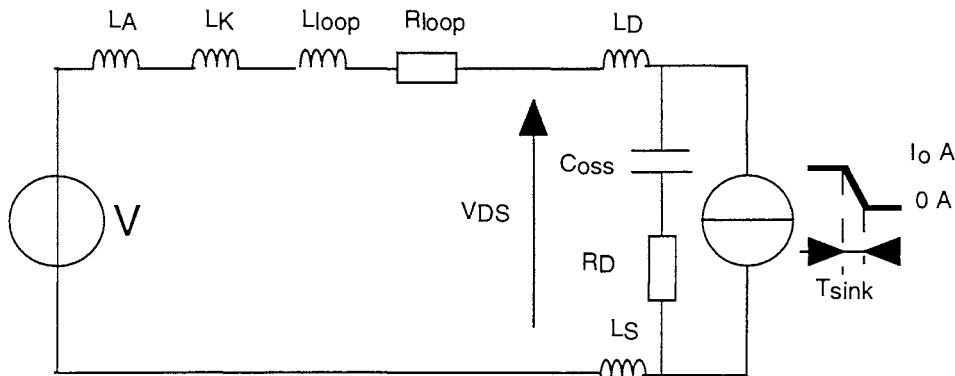 LA LK Lloop Rloop LD
Coss
Io A
0 A
V
VDS
RD
Tsink
LS